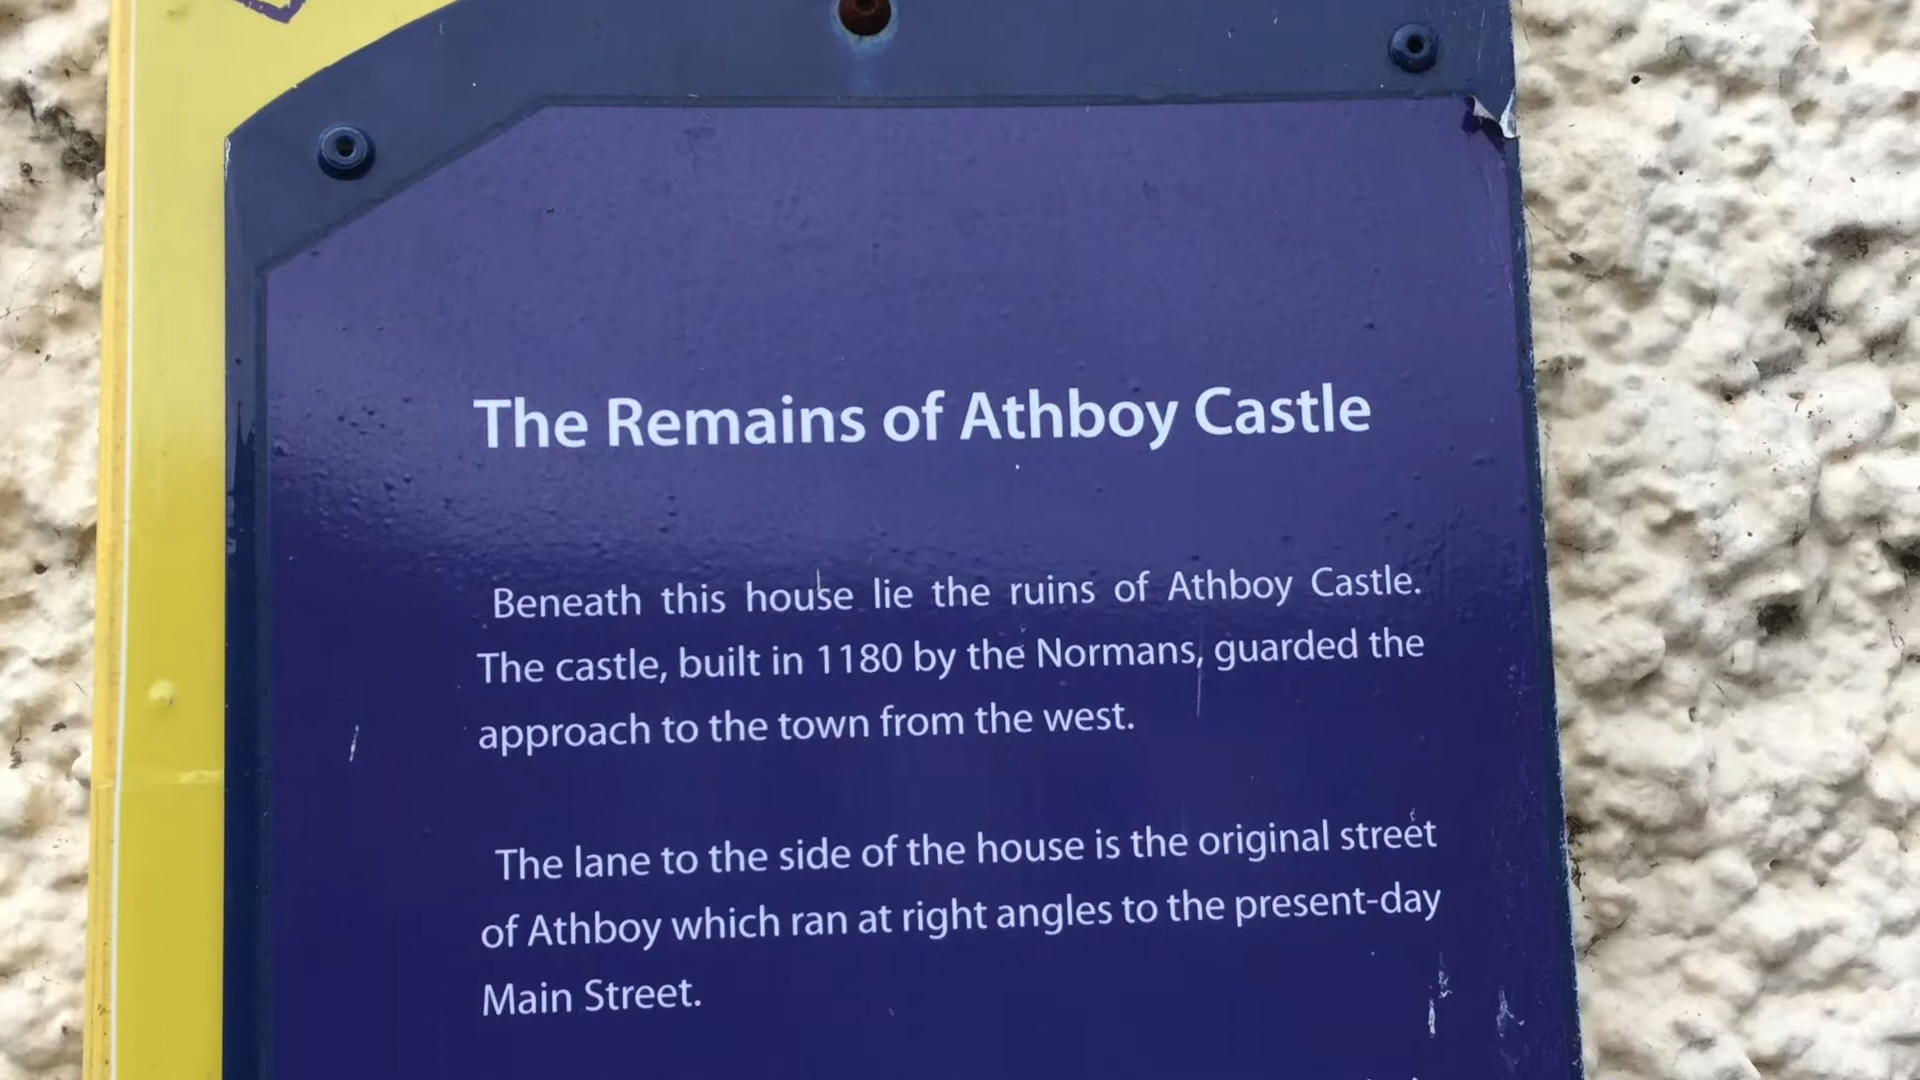 The Remains of Athboy Castle
Beneath this house lie the ruins of Athboy Castle.
The castle, built in 1180 by the Normans, guarded the
approach to the town from the west.
The lane to the side of the house is the original street
of Athboy which ran at right angles to the present-day
Main Street.